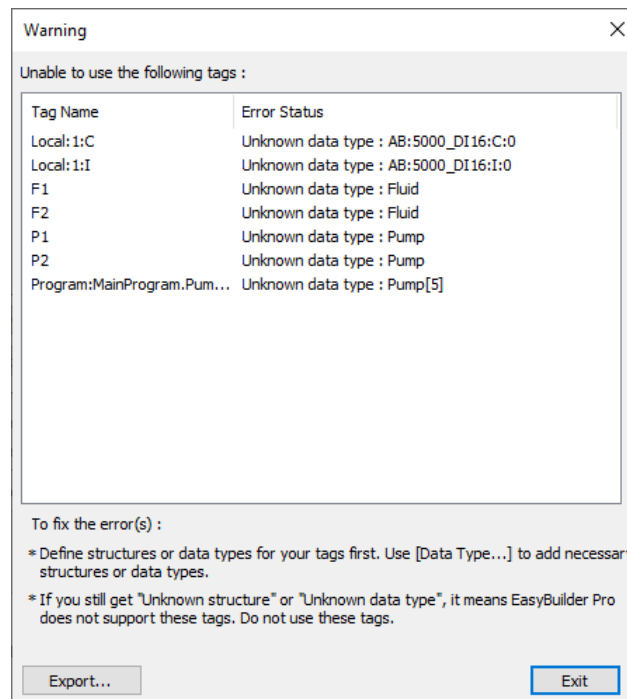 Warning
Unable to use the following tags :
Tag Name Error Status
Local:1:C Unknown data type : AB:5000_DI16:C:0
Local:1:I Unknown data type : AB:5000_DI16:I:0
F1 Unknown data type : Fluid
F2 Unknown data type : Fluid
P1 Unknown data type : Pump
P2 Unknown data type : Pump
Program:MainProgram.Pum... Unknown data type : Pump[5]
To fix the error(s) :
* Define structures or data types for your tags first. Use [Data Type...] to add necessar
structures or data types.
* If you still get "Unknown structure" or "Unknown data type", it means EasyBuilder Pro
does not support these tags. Do not use these tags.
Export... Exit